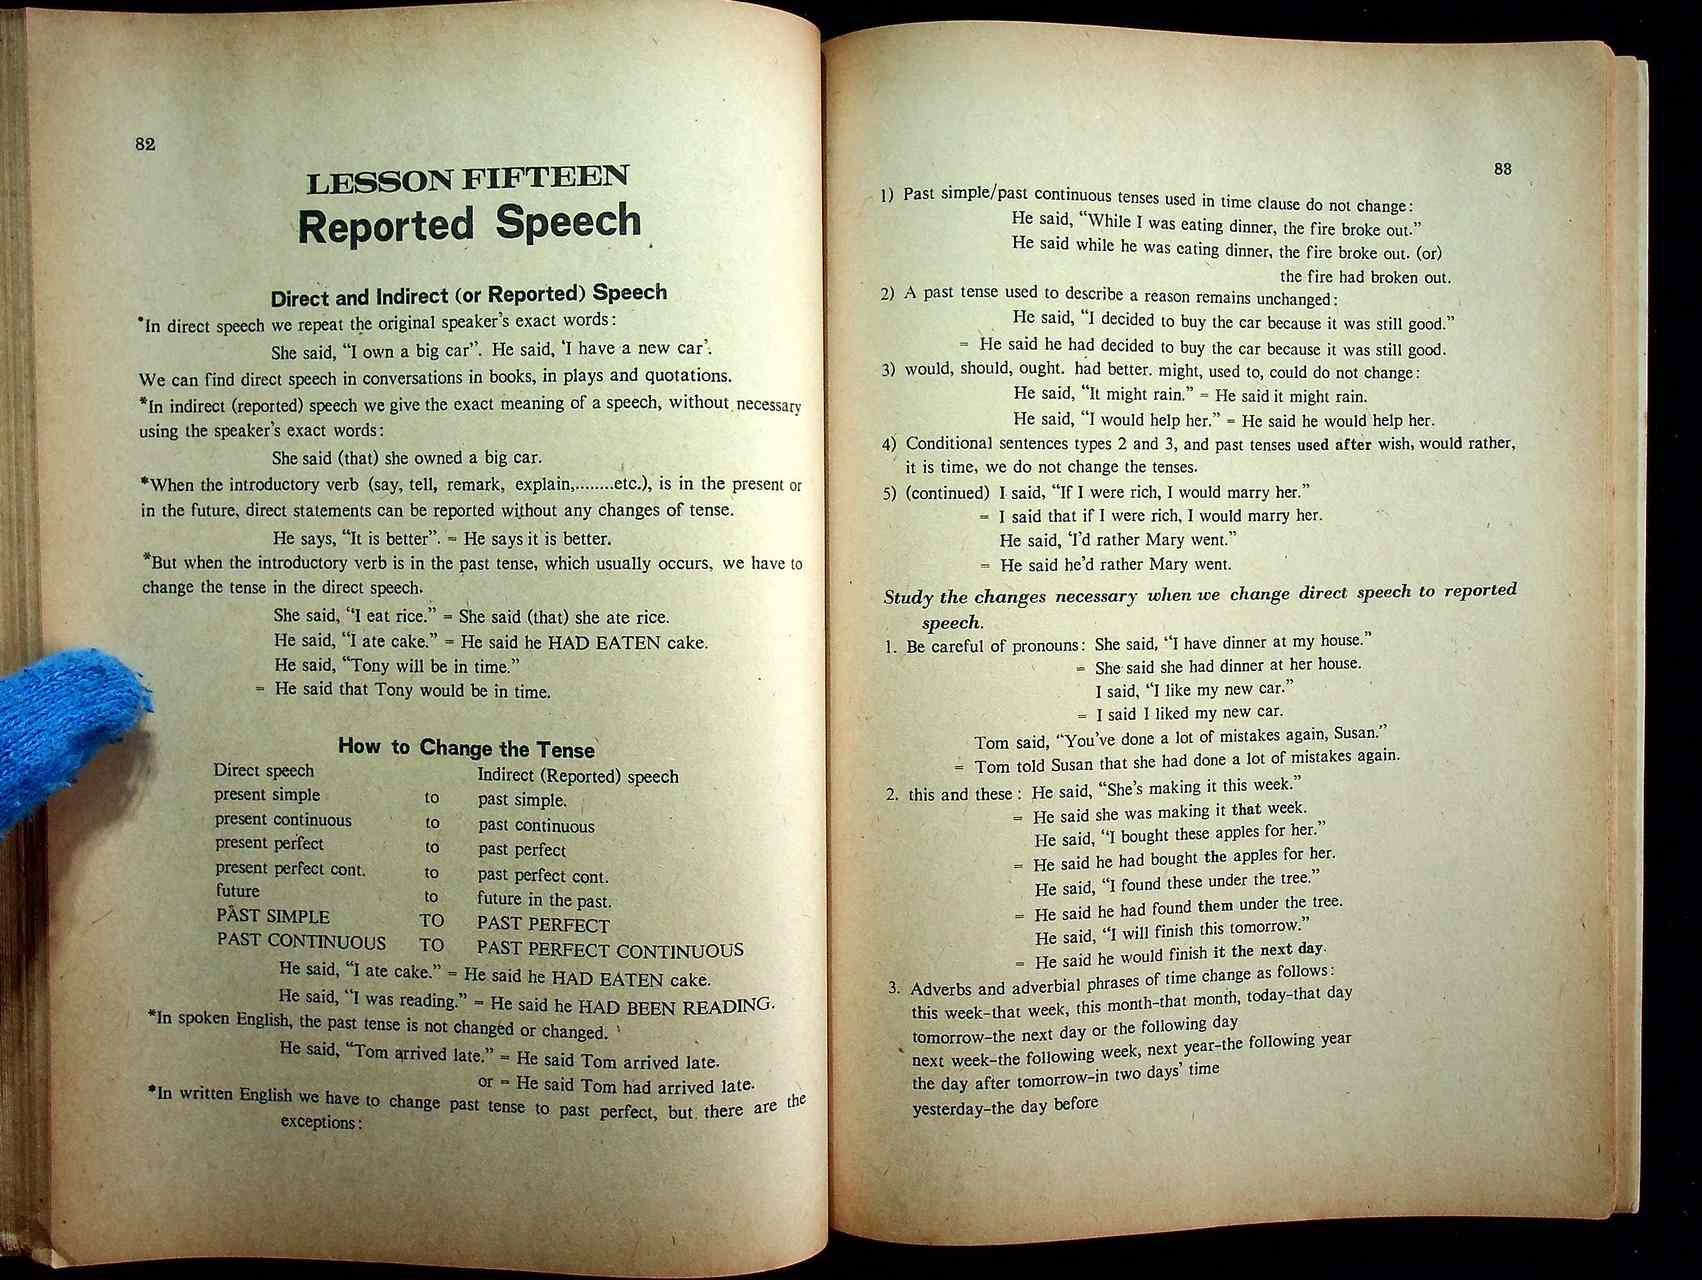 82
LESSON FIFTEEN
Reported Speech
Direct and Indirect (or Reported) Speech
*In direct speech we repeat the original speaker's exact words:
She said, "I own a big car". He said, 'I have a new car'.
We can find direct speech in conversations in books, in plays and quotations.
*In indirect (reported) speech we give the exact meaning of a speech, without necessary
using the speaker's exact words:
She said (that) she owned a big car.
*When the introductory verb (say, tell, remark, explain,........etc.), is in the present or
in the future, direct statements can be reported without any changes of tense.
He says, "It is better". = He says it is better.
*But when the introductory verb is in the past tense, which usually occurs, we have to
change the tense in the direct speech.
She said, "I eat rice." = She said (that) she ate rice.
He said, "I ate cake." = He said he HAD EATEN cake.
He said, "Tony will be in time."
= He said that Tony would be in time.
How to Change the Tense
Direct speech Indirect (Reported) speech
present simple to past simple.
present continuous to past continuous
present perfect to past perfect
present perfect cont. to past perfect cont.
future to future in the past.
PAST SIMPLE TO PAST PERFECT
PAST CONTINUOUS TO PAST PERFECT CONTINUOUS
He said, "I ate cake." = He said he HAD EATEN cake.
He said, "I was reading." = He said he HAD BEEN READING.
*In spoken English, the past tense is not changed or changed.
He said, "Tom arrived late." = He said Tom arrived late.
or = He said Tom had arrived late.
*In written English we have to change past tense to past perfect, but there are the
exceptions:
83
1) Past simple/past continuous tenses used in time clause do not change:
He said, "While I was eating dinner, the fire broke out."
He said while he was eating dinner, the fire broke out. (or)
the fire had broken out.
2) A past tense used to describe a reason remains unchanged:
He said, "I decided to buy the car because it was still good."
= He said he had decided to buy the car because it was still good.
3) would, should, ought. had better. might, used to, could do not change:
He said, "It might rain." = He said it might rain.
He said, "I would help her." = He said he would help her.
4) Conditional sentences types 2 and 3, and past tenses used after wish, would rather,
it is time, we do not change the tenses.
5) (continued) I said, "If I were rich, I would marry her."
= I said that if I were rich, I would marry her.
He said, 'I'd rather Mary went."
= He said he'd rather Mary went.
Study the changes necessary when we change direct speech to reported
speech.
1. Be careful of pronouns: She said, "I have dinner at my house."
= She said she had dinner at her house.
I said, "I like my new car."
= I said I liked my new car.
Tom said, "You've done a lot of mistakes again, Susan."
= Tom told Susan that she had done a lot of mistakes again.
2. this and these: He said, "She's making it this week."
= He said she was making it that week.
He said, "I bought these apples for her."
= He said he had bought the apples for her.
He said, "I found these under the tree."
= He said he had found them under the tree.
He said, "I will finish this tomorrow."
= He said he would finish it the next day.
3. Adverbs and adverbial phrases of time change as follows:
this week-that week, this month-that month, today-that day
tomorrow-the next day or the following day
next week-the following week, next year-the following year
the day after tomorrow-in two days' time
yesterday-the day before